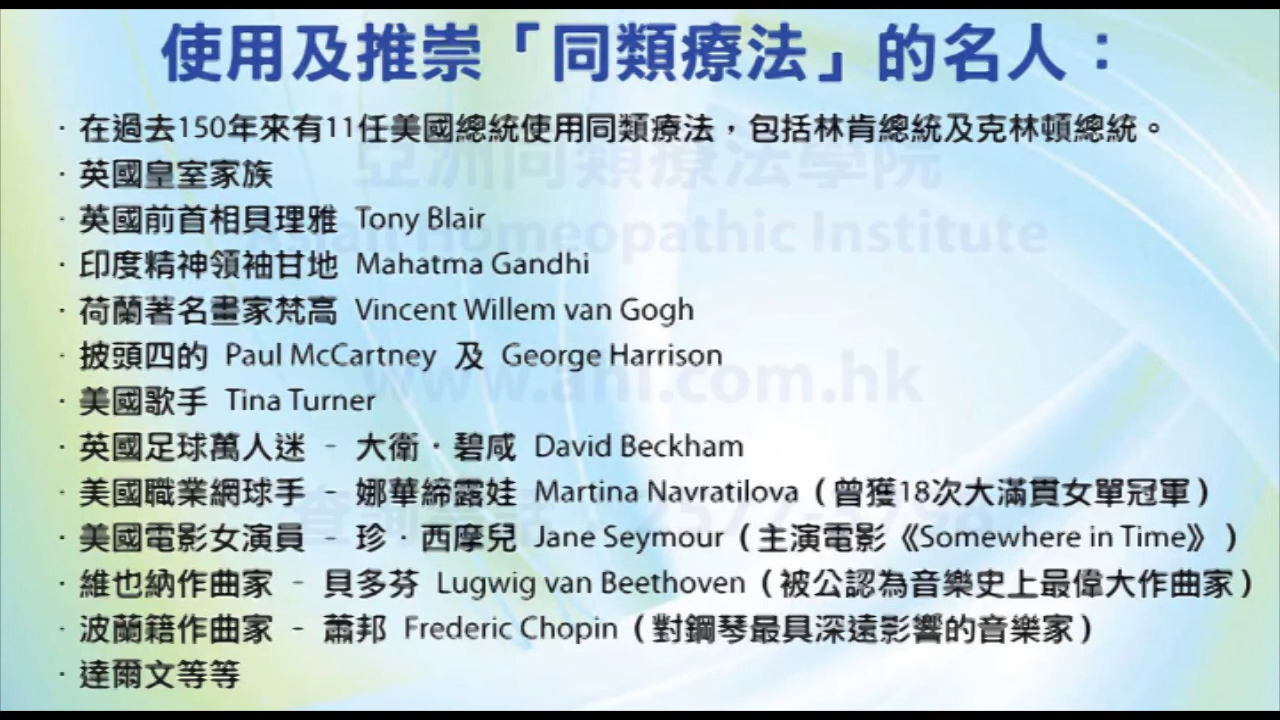 使用及推崇「同類療法」的名人：
· 在過去150年來有11任美國總統使用同類療法，包括林肯總統及克林頓總統。
亞洲同類療法學院
· 英國皇室家族
· 英國前首相貝理雅 Tony Blair
Asian Homeopathic Institute
· 印度精神領袖甘地 Mahatma Gandhi
· 荷蘭著名畫家梵高 Vincent Willem van Gogh
· 披頭四的 Paul McCartney 及 George Harrison
www.ahi.com.hk
· 美國歌手 Tina Turner
· 英國足球萬人迷 – 大衛·碧咸 David Beckham
· 美國職業網球手 – 娜華締露娃 Martina Navratilova（曾獲18次大滿貫女單冠軍）
· 美國電影女演員 – 珍·西摩兒 Jane Seymour（主演電影《Somewhere in Time》）
· 維也納作曲家 – 貝多芬 Lugwig van Beethoven（被公認為音樂史上最偉大作曲家）
· 波蘭籍作曲家 – 蕭邦 Frederic Chopin（對鋼琴最具深遠影響的音樂家）
· 達爾文等等